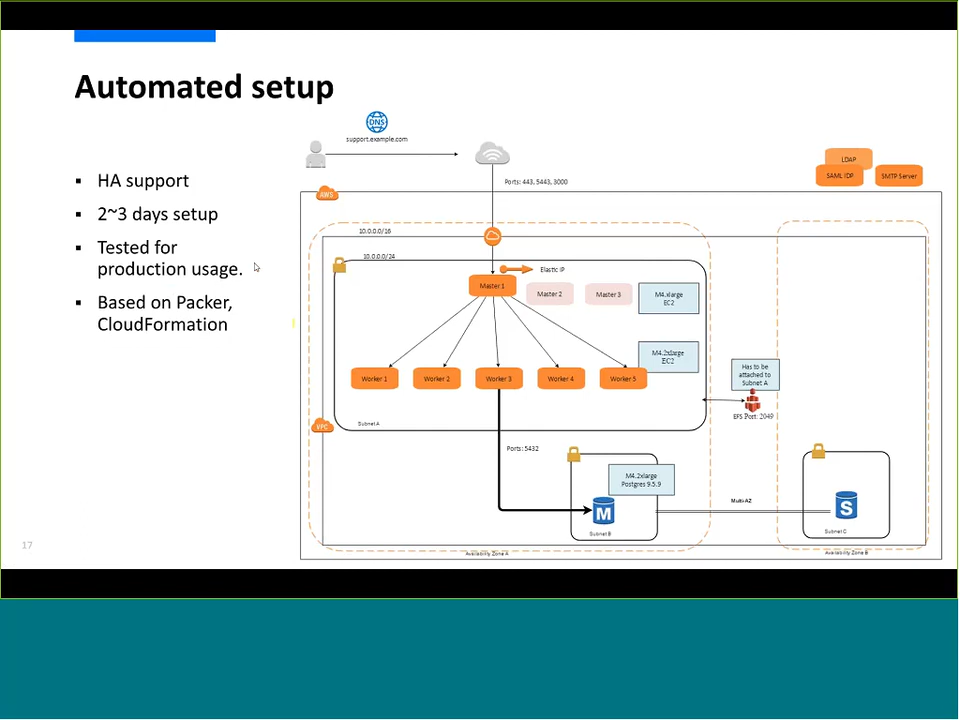 Automated setup
HA support
2~3 days setup
Tested for
production usage.
Based on Packer,
CloudFormation
17
DNS
support.example.com
Ports: 443, 5443, 3000
LDAP
SAML IDP
SMTP Server
AWS
10.0.0.0/16
10.0.0.0/24
Elastic IP
Master 1
Master 2
Master 3
M4.xlarge
EC2
M4.2xlarge
EC2
Worker 1
Worker 2
Worker 3
Worker 4
Worker 5
Has to be
attached to
Subnet A
EFS Port: 2049
VPC
Subnet A
Ports: 5432
M4.2xlarge
Postgres 9.5.9
M
Subnet B
Multi-AZ
S
Subnet C
Availability Zone A
Availability Zone B